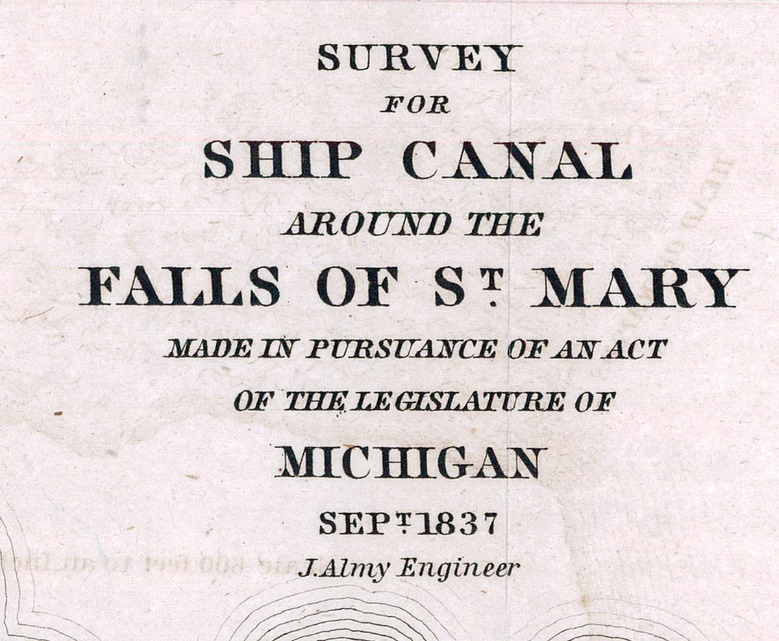 SURVEY
FOR
SHIP CANAL
AROUND THE
FALLS OF ST. MARY
MADE IN PURSUANCE OF AN ACT
OF THE LEGISLATURE OF
MICHIGAN
SEPT. 1837
J. Almy Engineer